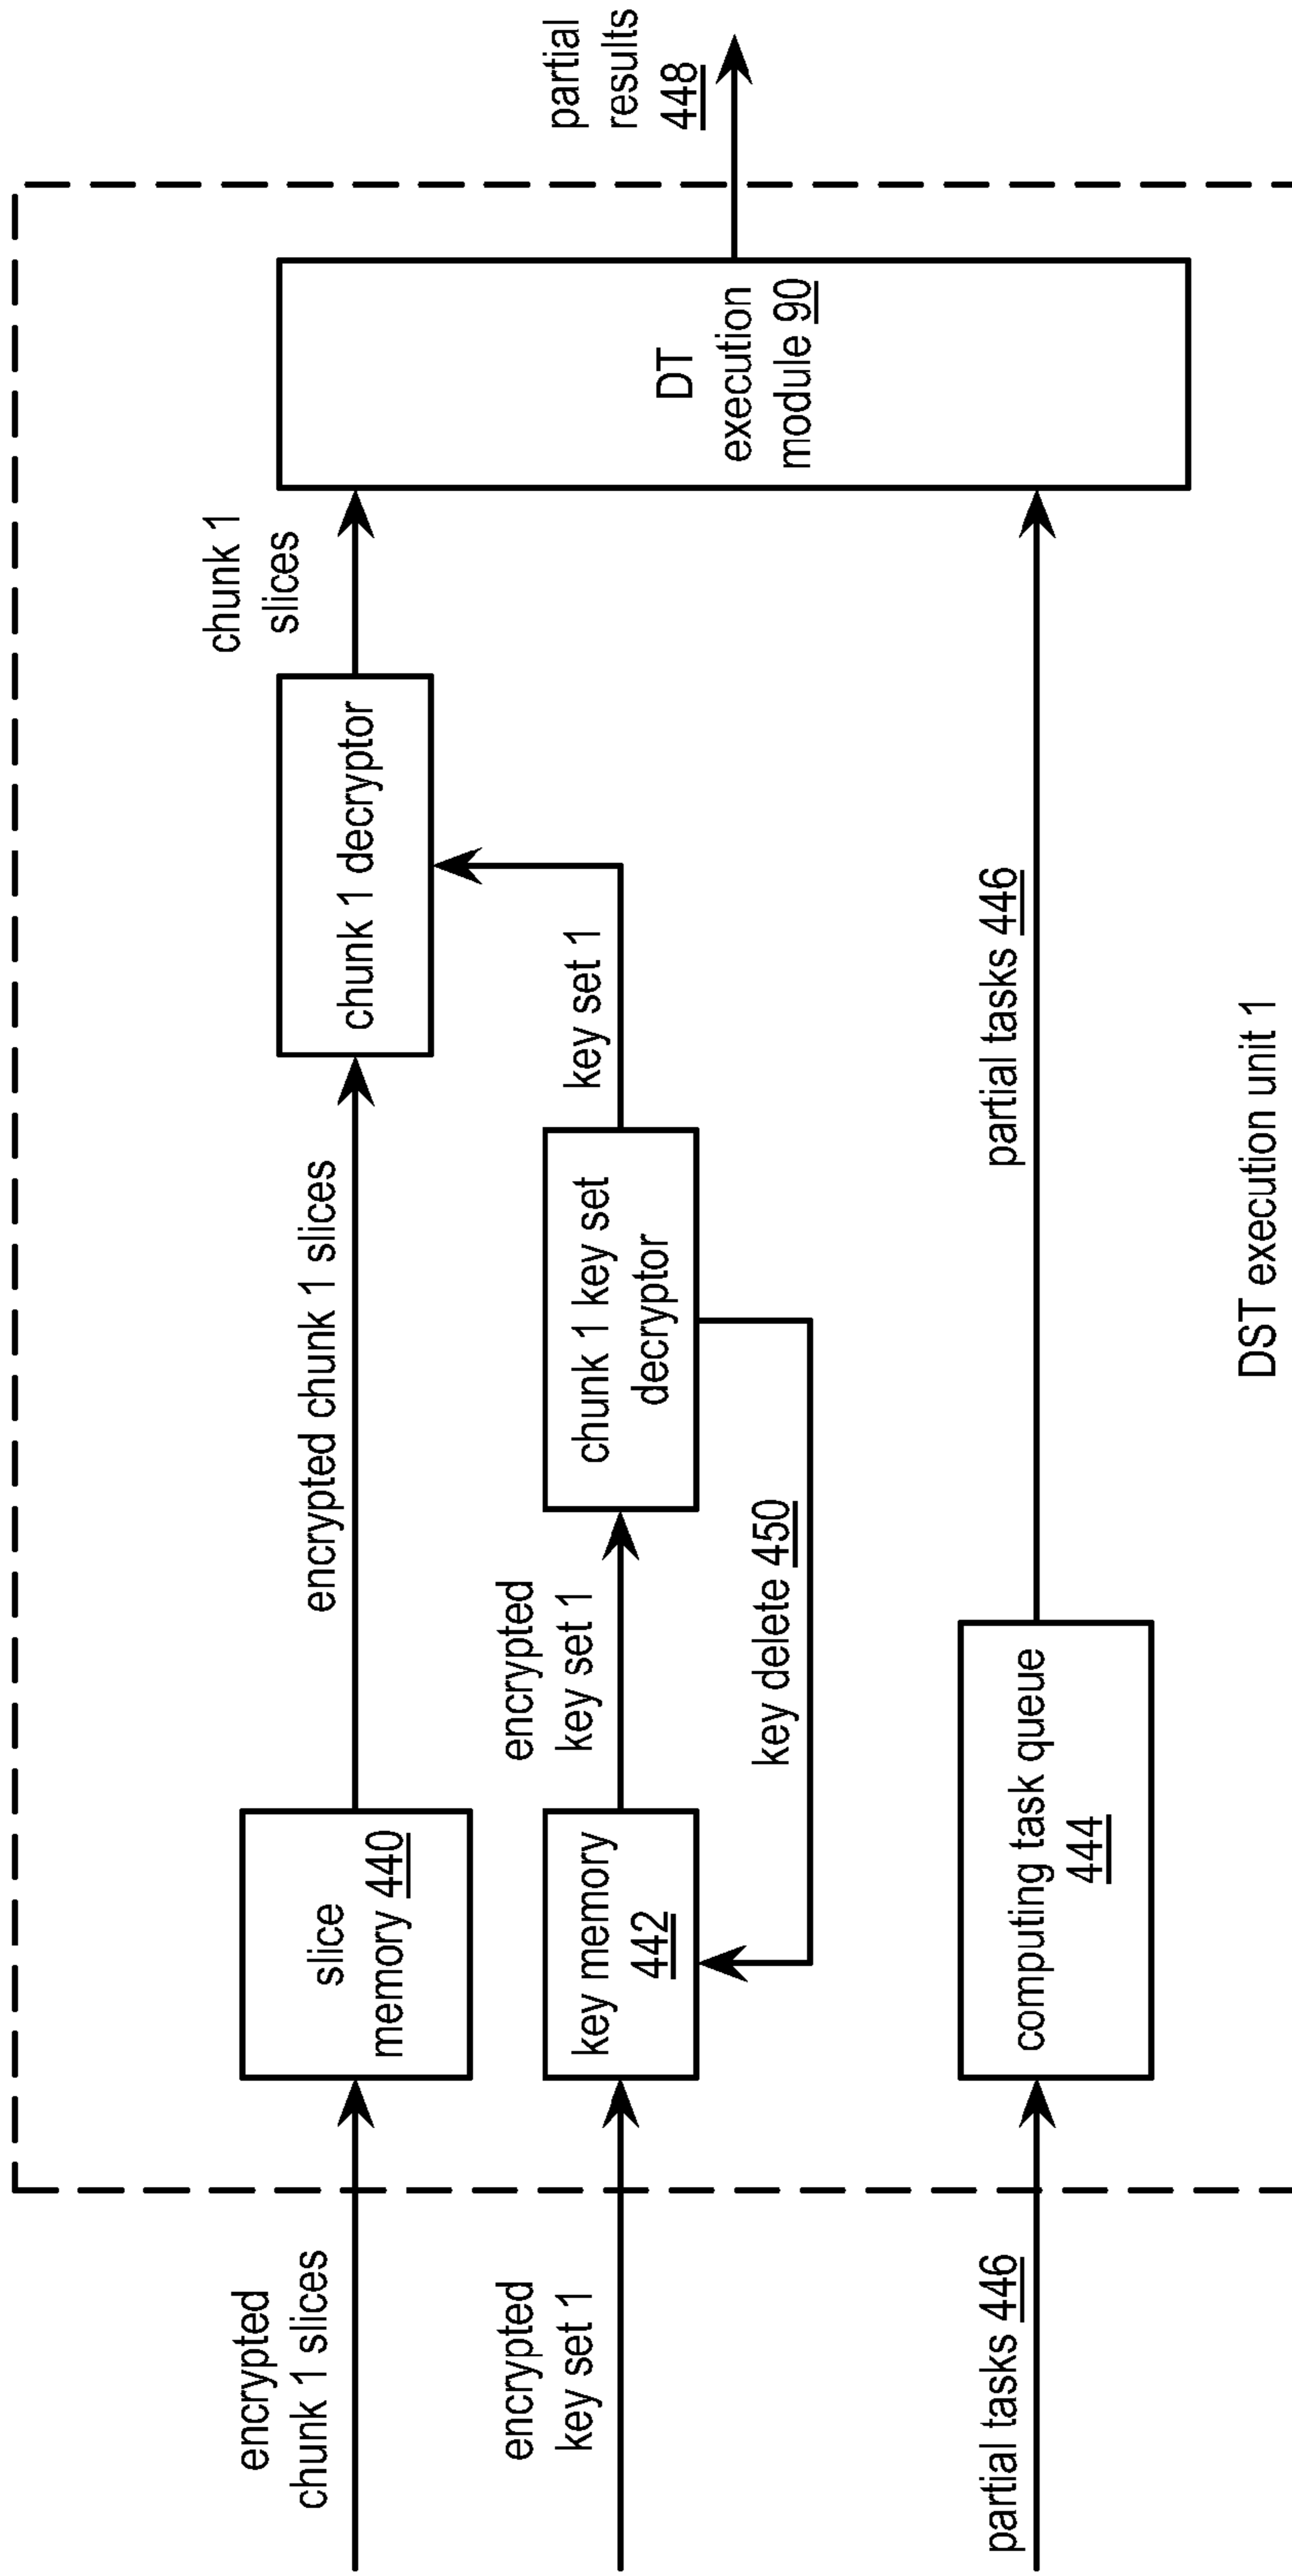 encrypted
chunk 1 slices
slice
memory 440
encrypted chunk 1 slices
chunk 1 decryptor
chunk 1
slices
encrypted
key set 1
key memory
442
encrypted
key set 1
chunk 1 key set
decryptor
key set 1
key delete 450
partial tasks 446
computing task queue
444
partial tasks 446
DT
execution
module 90
partial
results
448
DST execution unit 1